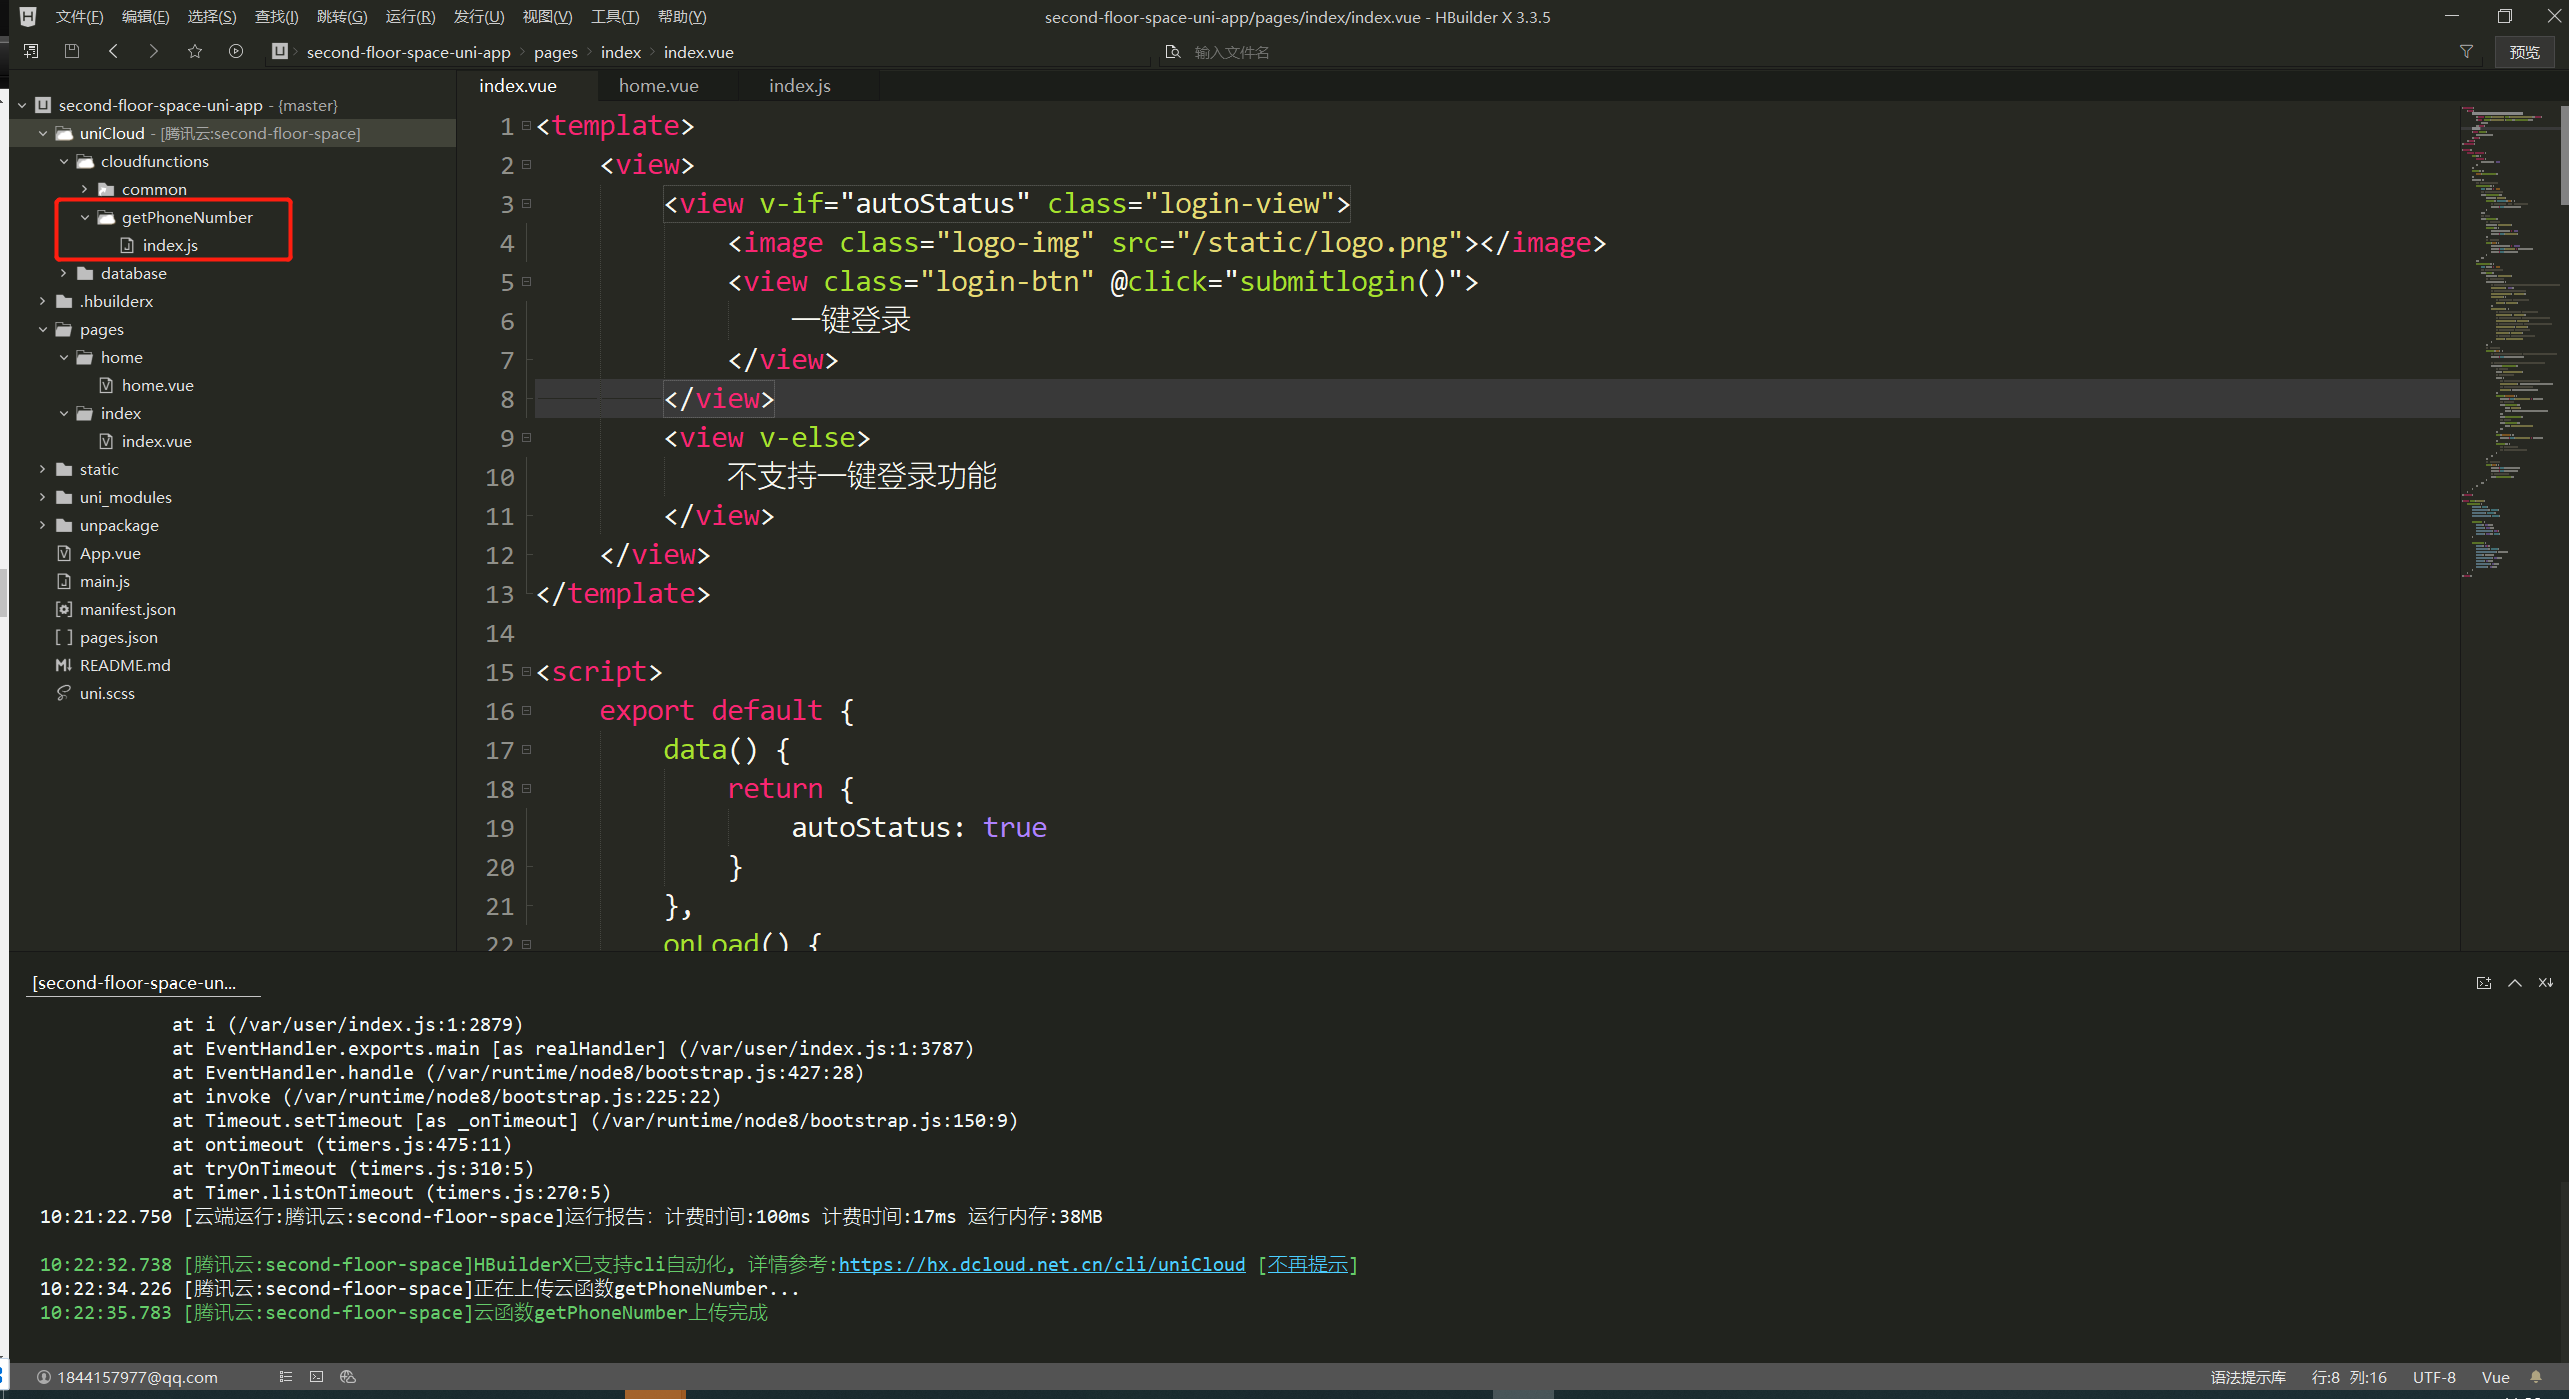 文件(F) 编辑(E) 选择(S) 查找(I) 跳转(G) 运行(R) 发行(U) 视图(V) 工具(T) 帮助(Y) second-floor-space-uni-app/pages/index/index.vue - HBuilder X 3.3.5
second-floor-space-uni-app pages index index.vue 输入文件名 预览
second-floor-space-uni-app - {master}
uniCloud - [腾讯云:second-floor-space]
cloudfunctions
common
getPhoneNumber
index.js
database
.hbuilderx
pages
home
home.vue
index
index.vue
static
uni_modules
unpackage
App.vue
main.js
manifest.json
pages.json
README.md
uni.scss
index.vue home.vue index.js
1 <template>
2 <view>
3 <view v-if="autoStatus" class="login-view">
4 <image class="logo-img" src="/static/logo.png"></image>
5 <view class="login-btn" @click="submitlogin()">
6 一键登录
7 </view>
8 </view>
9 <view v-else>
10 不支持一键登录功能
11 </view>
12 </view>
13 </template>
14
15 <script>
16 export default {
17 data() {
18 return {
19 autoStatus: true
20 }
21 },
22 onLoad() {
[second-floor-space-un...
at i (/var/user/index.js:1:2879)
at EventHandler.exports.main [as realHandler] (/var/user/index.js:1:3787)
at EventHandler.handle (/var/runtime/node8/bootstrap.js:427:28)
at invoke (/var/runtime/node8/bootstrap.js:225:22)
at Timeout.setTimeout [as _onTimeout] (/var/runtime/node8/bootstrap.js:150:9)
at ontimeout (timers.js:475:11)
at tryOnTimeout (timers.js:310:5)
at Timer.listOnTimeout (timers.js:270:5)
10:21:22.750 [云端运行:腾讯云:second-floor-space]运行报告: 计费时间:100ms 计费时间:17ms 运行内存:38MB
10:22:32.738 [腾讯云:second-floor-space]HBuilderX已支持cli自动化, 详情参考:https://hx.dcloud.net.cn/cli/uniCloud [不再提示]
10:22:34.226 [腾讯云:second-floor-space]正在上传云函数getPhoneNumber...
10:22:35.783 [腾讯云:second-floor-space]云函数getPhoneNumber上传完成
1844157977@qq.com 语法提示库 行:8 列:16 UTF-8 Vue